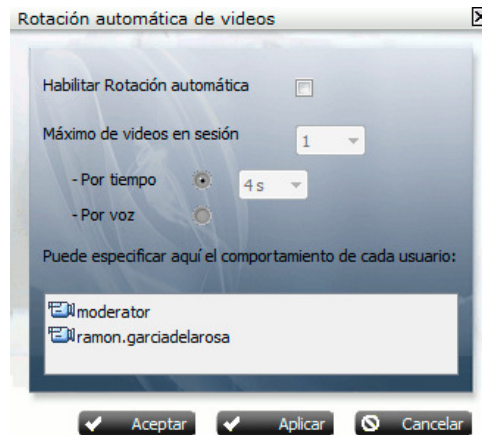 Rotación automática de videos
Habilitar Rotación automática
Máximo de videos en sesión 1
- Por tiempo 4 s
- Por voz
Puede especificar aquí el comportamiento de cada usuario:
moderator
ramon.garciadelarosa
Aceptar Aplicar Cancelar